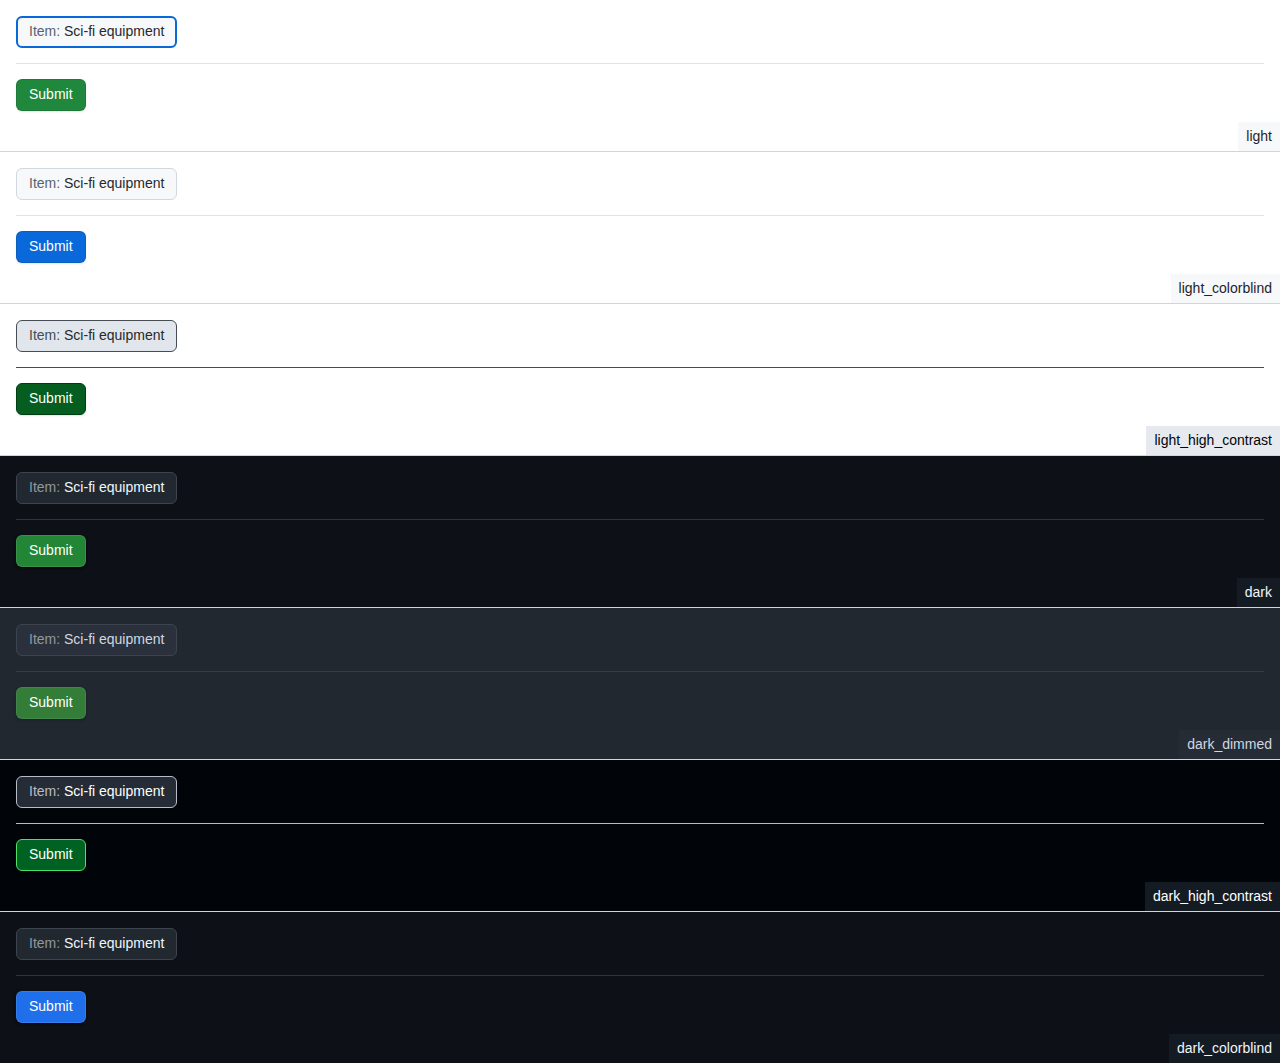 Item: Sci-fi equipment
Submit
light
Item: Sci-fi equipment
Submit
light_colorblind
Item: Sci-fi equipment
Submit
light_high_contrast
Item: Sci-fi equipment
Submit
dark
Item: Sci-fi equipment
Submit
dark_dimmed
Item: Sci-fi equipment
Submit
dark_high_contrast
Item: Sci-fi equipment
Submit
dark_colorblind